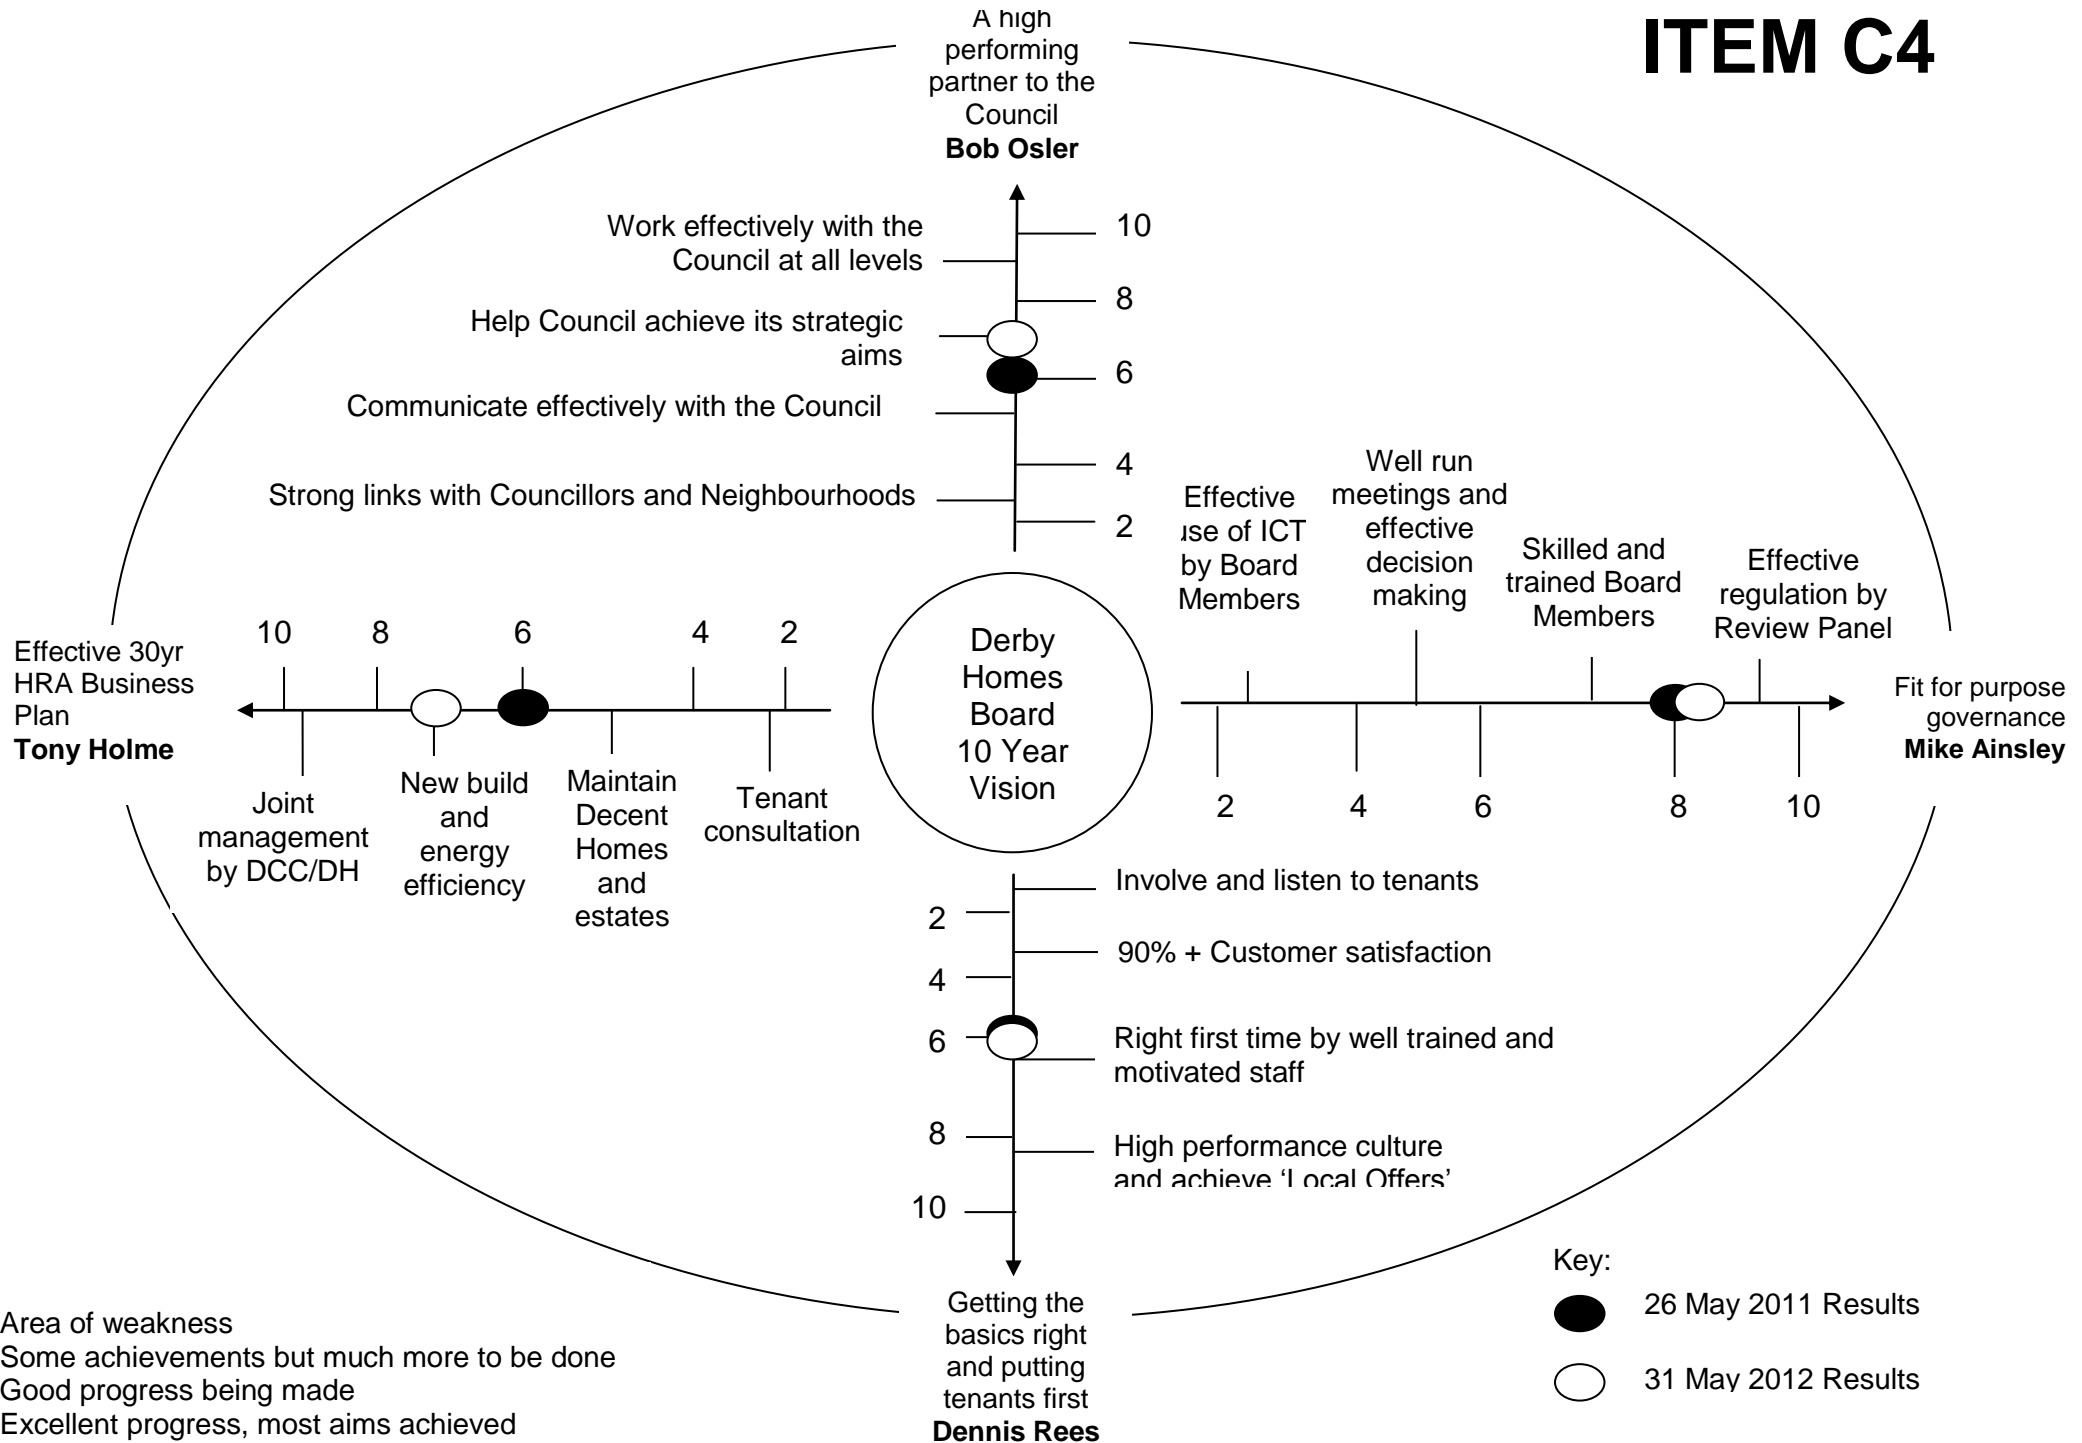 ITEM C4
A high
performing
partner to the
Council
Bob Osler
Work effectively with the
Council at all levels
Help Council achieve its strategic
aims
Communicate effectively with the Council
Strong links with Councillors and Neighbourhoods
10
8
6
4
2
Effective
use of ICT
by Board
Members
Well run
meetings and
effective
decision
making
Skilled and
trained Board
Members
Effective
regulation by
Review Panel
2
4
6
8
10
Fit for purpose
governance
Mike Ainsley
Derby
Homes
Board
10 Year
Vision
10
8
6
4
2
Effective 30yr
HRA Business
Plan
Tony Holme
Joint
management
by DCC/DH
New build
and
energy
efficiency
Maintain
Decent
Homes
and
estates
Tenant
consultation
2
4
6
8
10
Involve and listen to tenants
90% + Customer satisfaction
Right first time by well trained and
motivated staff
High performance culture
and achieve ‘Local Offers’
Getting the
basics right
and putting
tenants first
Dennis Rees
Key:
26 May 2011 Results
31 May 2012 Results
Area of weakness
Some achievements but much more to be done
Good progress being made
Excellent progress, most aims achieved